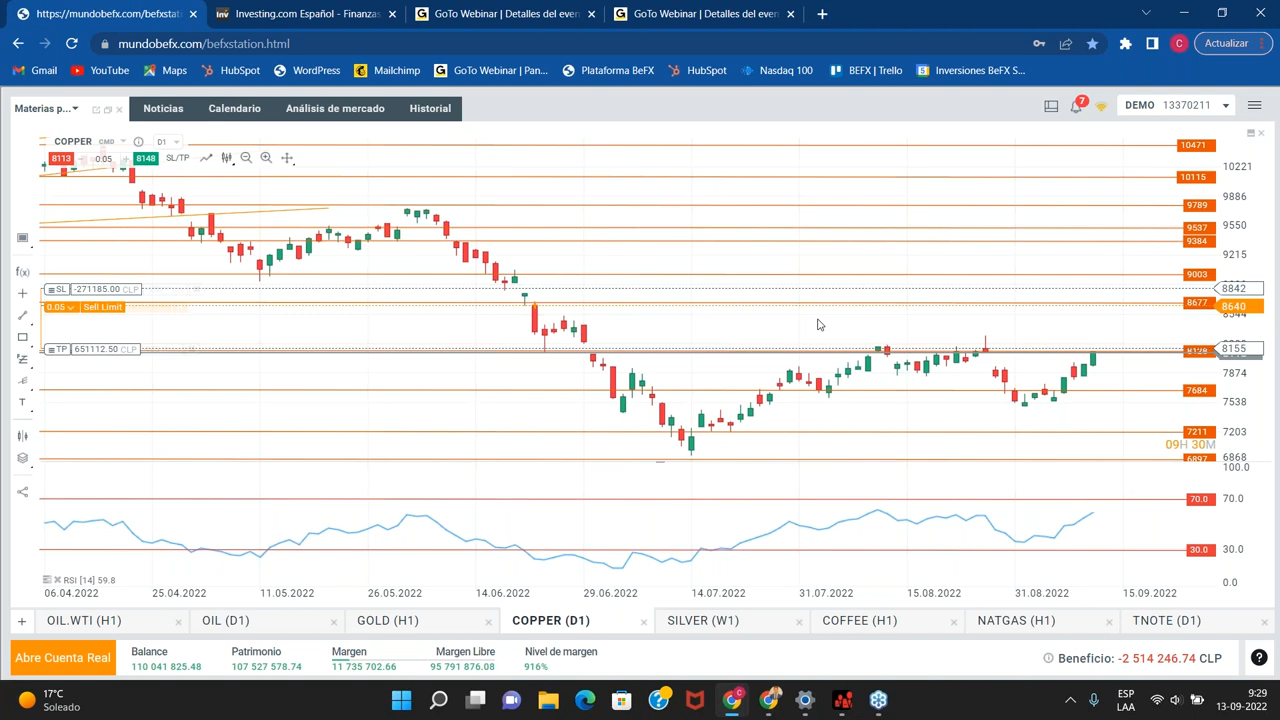 https://mundobefx.com/befxstati
Investing.com Español - Finanzas
GoTo Webinar | Detalles del even
GoTo Webinar | Detalles del even
mundobefx.com/befxstation.html
Actualizar
Gmail
YouTube
Maps
HubSpot
WordPress
Mailchimp
GoTo Webinar | Pan...
Plataforma BeFX
HubSpot
Nasdaq 100
BEFX | Trello
Inversiones BeFX S...
Materias p...
Noticias
Calendario
Análisis de mercado
Historial
7
DEMO 13370211
COPPER CMD D1
8113 0.05 8148 SL/TP
10471
10221
10115
9886
9789
9550
9537
9384
9215
9003
SL -271185.00 CLP
8842
0.05 Sell Limit
8677
8640
TP 651112.50 CLP
8155
8128
7874
7684
7538
7211
7203
09H 30M
6897
6868
100.0
70.0
70.0
30.0
30.0
RSI [14] 59.8
0.0
06.04.2022
25.04.2022
11.05.2022
26.05.2022
14.06.2022
29.06.2022
14.07.2022
31.07.2022
15.08.2022
31.08.2022
15.09.2022
OIL.WTI (H1)
OIL (D1)
GOLD (H1)
COPPER (D1)
SILVER (W1)
COFFEE (H1)
NATGAS (H1)
TNOTE (D1)
Abre Cuenta Real
Balance
Patrimonio
Margen
Margen Libre
Nivel de margen
110 041 825.48
107 527 578.74
11 735 702.66
95 791 876.08
916%
Beneficio: -2 514 246.74 CLP
17°C
Soleado
ESP
LAA
9:29
13-09-2022